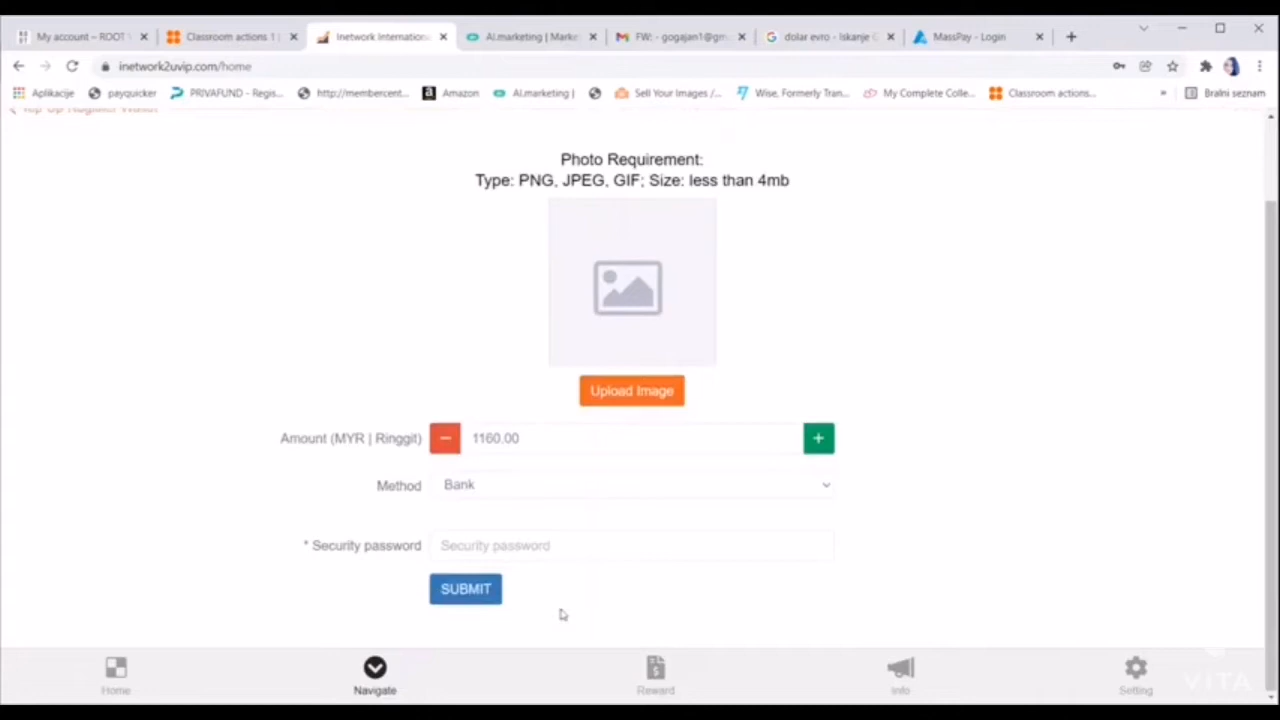 My account – ROOT
Classroom actions 1
Inetwork Internationa
AI.marketing | Marke
FW: - gogajan1@gm
dolar evro - Iskanje G
MassPay - Login
inetwork2uvip.com/home
Aplikacije
payquicker
PRIVAFUND - Regis...
http://membercent...
Amazon
AI.marketing |
Sell Your Images /...
Wise, Formerly Tran...
My Complete Colle...
Classroom actions...
»
Bralni seznam
Photo Requirement:
Type: PNG, JPEG, GIF; Size: less than 4mb
Upload Image
Amount (MYR | Ringgit) − 1160.00 +
Method Bank
* Security password Security password
SUBMIT
Home
Navigate
Reward
Info
Setting
VITA